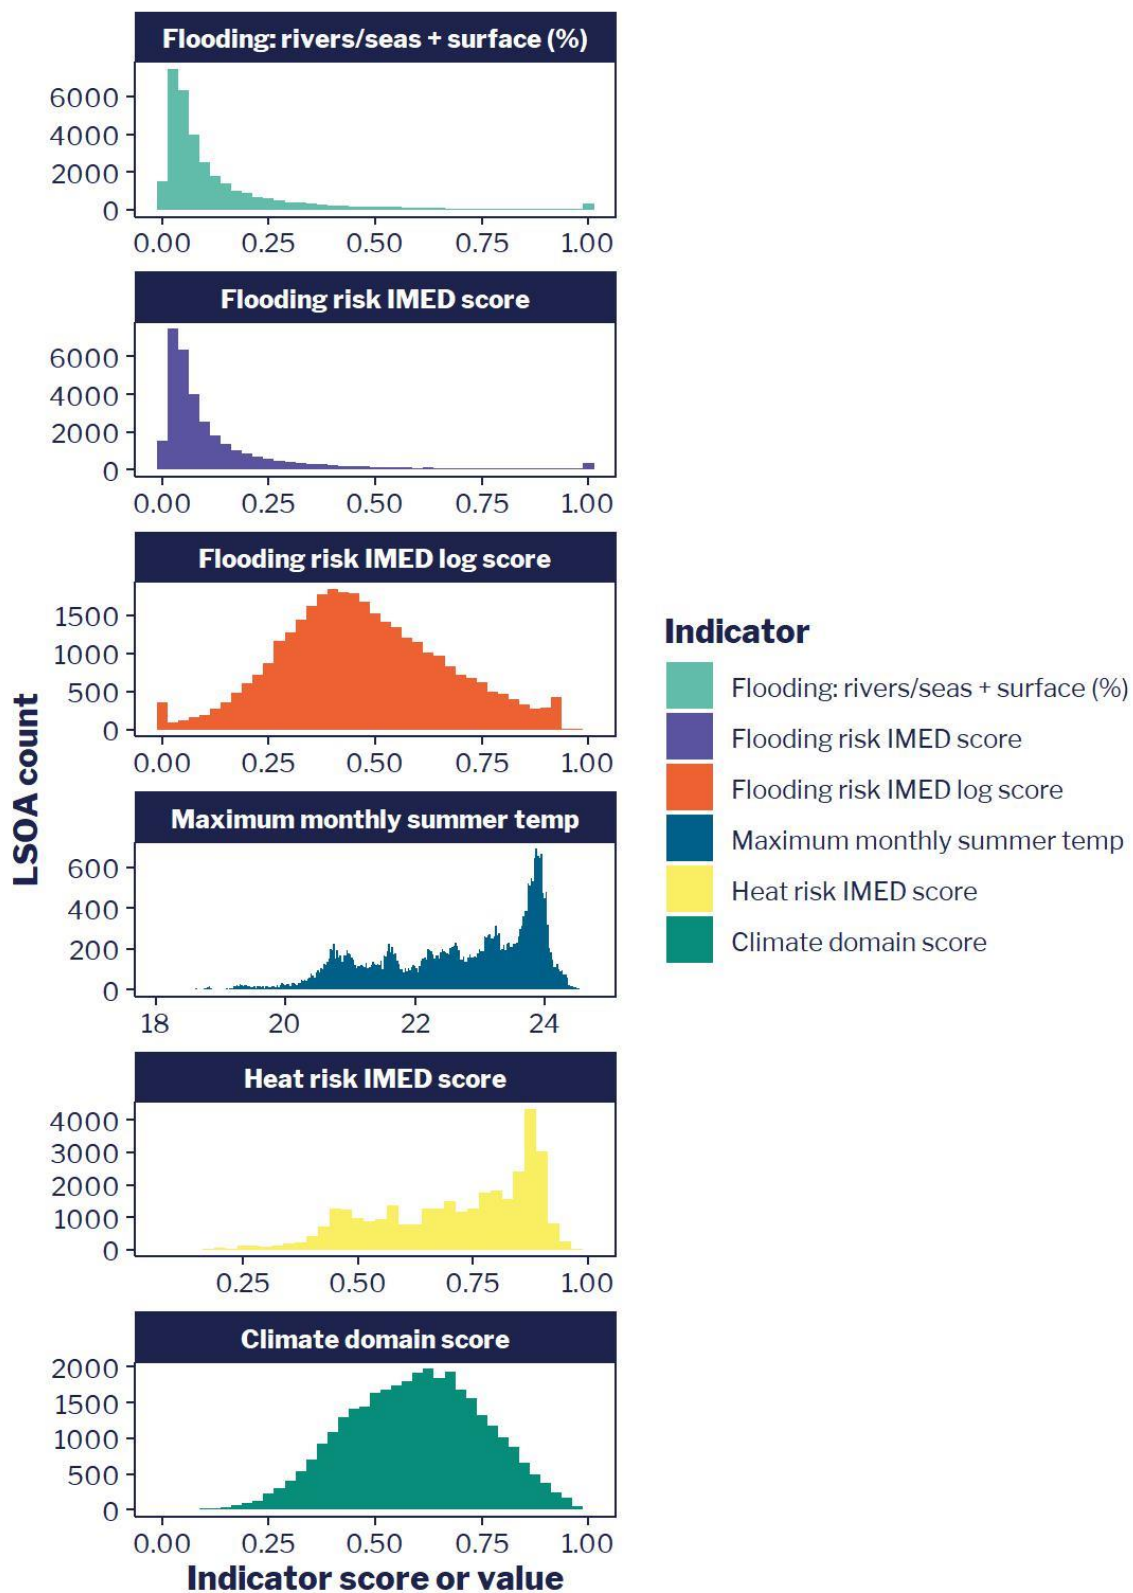 Flooding: rivers/seas + surface (%)
6000
4000
2000
0
0.00 0.25 0.50 0.75 1.00
Flooding risk IMED score
6000
4000
2000
0
0.00 0.25 0.50 0.75 1.00
Flooding risk IMED log score
1500
1000
500
0
0.00 0.25 0.50 0.75 1.00
Maximum monthly summer temp
600
400
200
0
18 20 22 24
Heat risk IMED score
4000
3000
2000
1000
0
0.25 0.50 0.75 1.00
Climate domain score
2000
1500
1000
500
0
0.00 0.25 0.50 0.75 1.00
LSOA count
Indicator score or value
Indicator
Flooding: rivers/seas + surface (%)
Flooding risk IMED score
Flooding risk IMED log score
Maximum monthly summer temp
Heat risk IMED score
Climate domain score